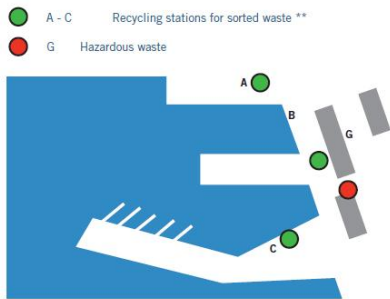 A - C Recycling stations for sorted waste **
G Hazardous waste
A
B
G
C